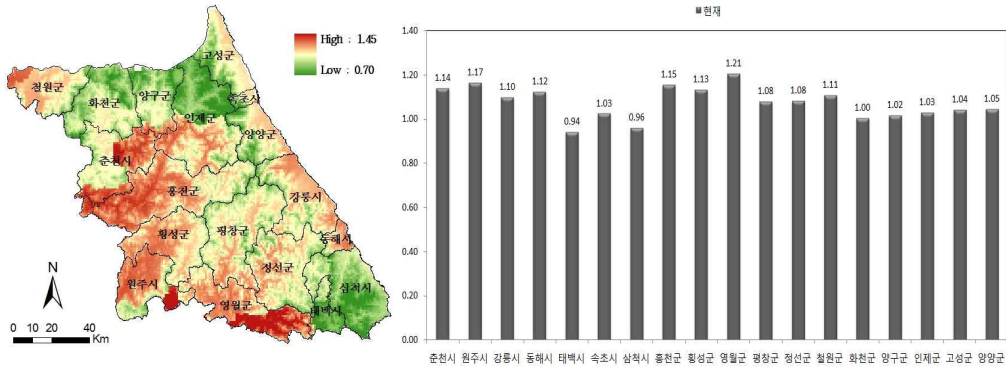 High : 1.45
Low : 0.70
고성군
철원군
화천군
양구군
속초시
인제군
양양군
춘천시
홍천군
강릉시
횡성군
평창군
동해시
정선군
원주시
삼척시
영월군
태백시
N
0 10 20 40
Km
현재
1.40
1.20
1.00
0.80
0.60
0.40
0.20
0.00
1.14 1.17 1.10 1.12 0.94 1.03 0.96 1.15 1.13 1.21 1.08 1.08 1.11 1.00 1.02 1.03 1.04 1.05
춘천시 원주시 강릉시 동해시 태백시 속초시 삼척시 홍천군 횡성군 영월군 평창군 정선군 철원군 화천군 양구군 인제군 고성군 양양군